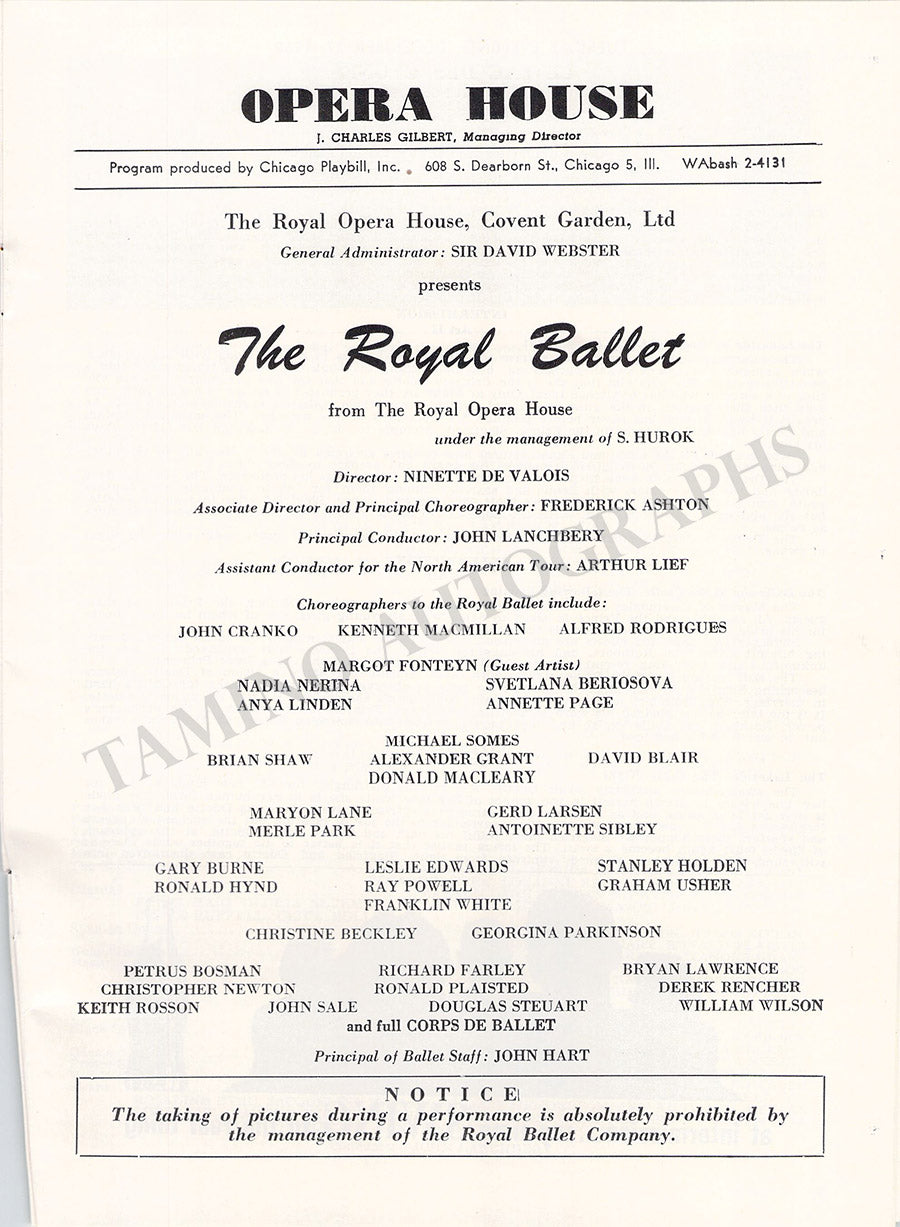 OPERA HOUSE
J. CHARLES GILBERT, Managing Director
Program produced by Chicago Playbill, Inc. 608 S. Dearborn St., Chicago 5, Ill. WAbash 2-4131
The Royal Opera House, Covent Garden, Ltd
General Administrator: SIR DAVID WEBSTER
presents
The Royal Ballet
from The Royal Opera House
under the management of S. HUROK
Director: NINETTE DE VALOIS
Associate Director and Principal Choreographer: FREDERICK ASHTON
Principal Conductor: JOHN LANCHBERY
Assistant Conductor for the North American Tour: ARTHUR LIEF
Choreographers to the Royal Ballet include:
JOHN CRANKO KENNETH MACMILLAN ALFRED RODRIGUES
MARGOT FONTEYN (Guest Artist)
NADIA NERINA SVETLANA BERIOSOVA
ANYA LINDEN ANNETTE PAGE
MICHAEL SOMES
BRIAN SHAW ALEXANDER GRANT DAVID BLAIR
DONALD MACLEARY
MARYON LANE GERD LARSEN
MERLE PARK ANTOINETTE SIBLEY
GARY BURNE LESLIE EDWARDS STANLEY HOLDEN
RONALD HYND RAY POWELL GRAHAM USHER
FRANKLIN WHITE
CHRISTINE BECKLEY GEORGINA PARKINSON
PETRUS BOSMAN RICHARD FARLEY BRYAN LAWRENCE
CHRISTOPHER NEWTON RONALD PLAISTED DEREK RENCHER
KEITH ROSSON JOHN SALE DOUGLAS STEUART WILLIAM WILSON
and full CORPS DE BALLET
Principal of Ballet Staff: JOHN HART
NOTICE
The taking of pictures during a performance is absolutely prohibited by
the management of the Royal Ballet Company.
TAMINO AUTOGRAPHS